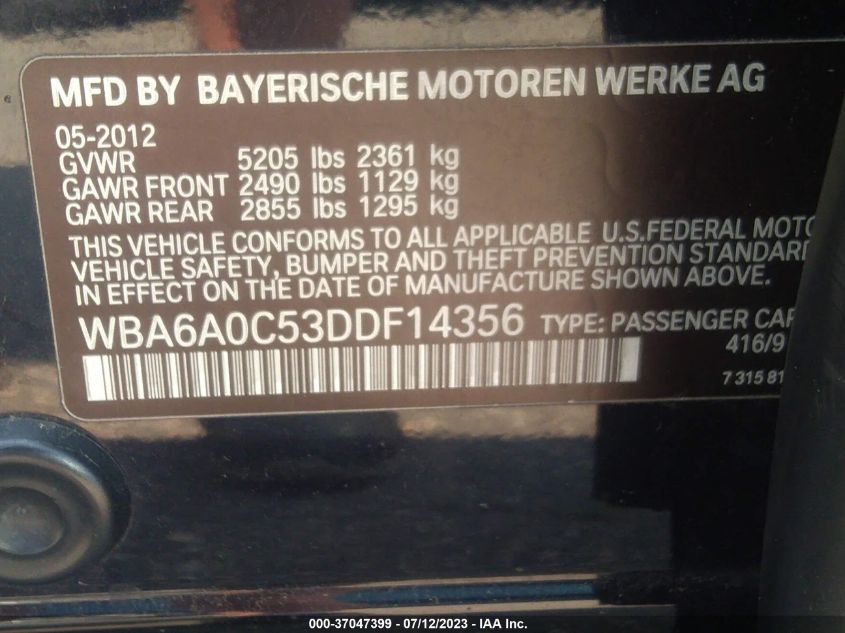 MFD BY BAYERISCHE MOTOREN WERKE AG
05-2012
GVWR 5205 lbs 2361 kg
GAWR FRONT 2490 lbs 1129 kg
GAWR REAR 2855 lbs 1295 kg
THIS VEHICLE CONFORMS TO ALL APPLICABLE U.S.FEDERAL
VEHICLE SAFETY, BUMPER AND THEFT PREVENTION STANDAR
IN EFFECT ON THE DATE OF MANUFACTURE SHOWN ABOVE.
WBA6A0C53DDF14356 TYPE: PASSENGER CAR
416/9
7 315 81
000-37047399 - 07/12/2023 - IAA Inc.